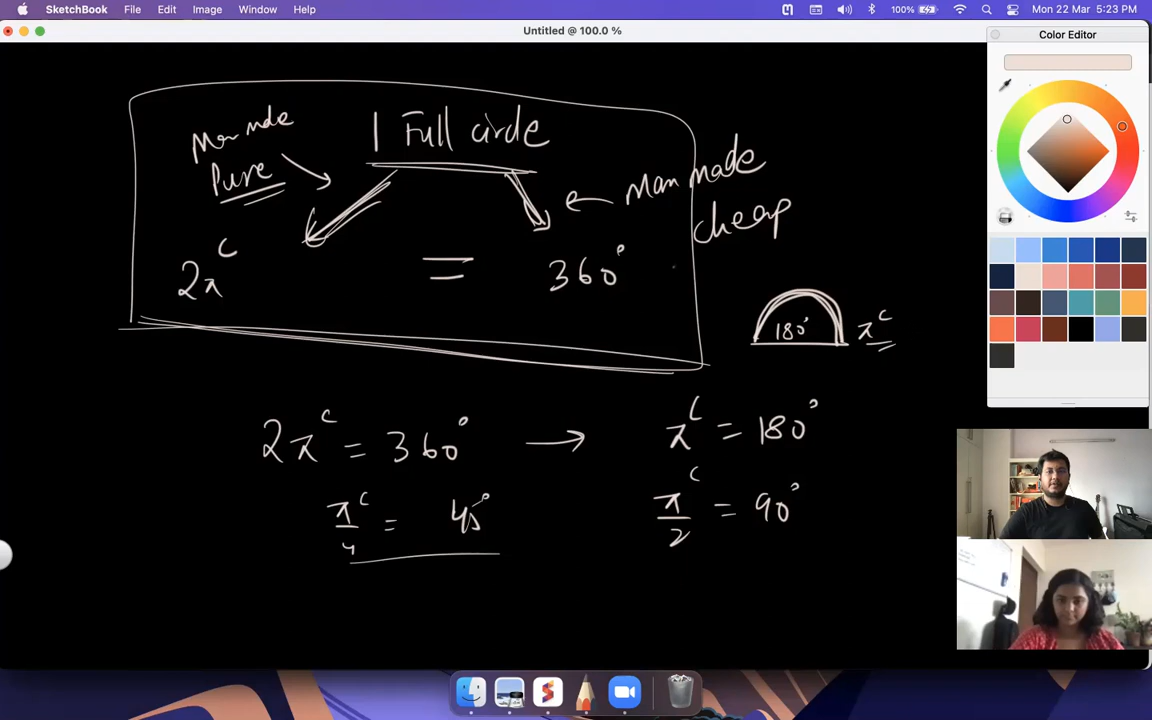 SketchBook File Edit Image Window Help 100% Mon 22 Mar 5:23 PM
Untitled @ 100.0 %
Color Editor
Man made
Pure
1 Full circle
Man made
cheap
2π^c = 360°
180° π^c
2π^c = 360° → π^c = 180°
π^c/4 = 45° π^c/2 = 90°